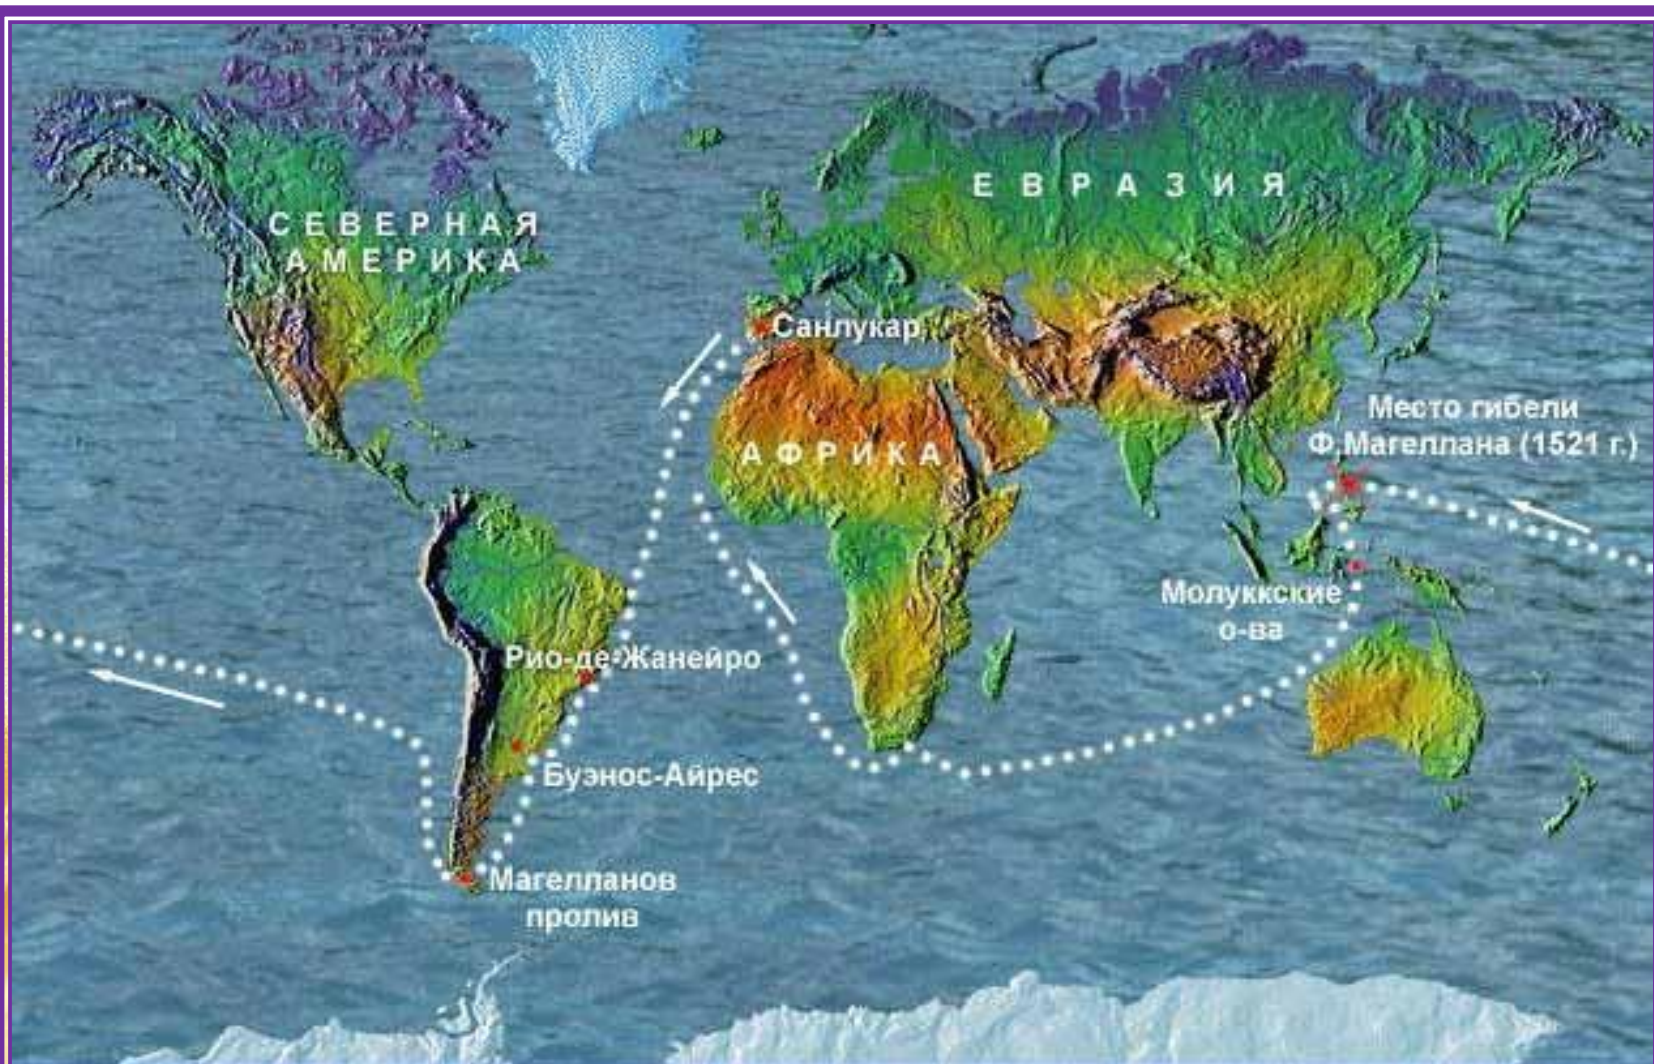 ЕВРАЗИЯ
СЕВЕРНАЯ
АМЕРИКА
Санлукар
Место гибели
Ф.Магеллана (1521 г.)
АФРИКА
Молуккские
о-ва
Рио-де-Жанейро
Буэнос-Айрес
Магелланов
пролив